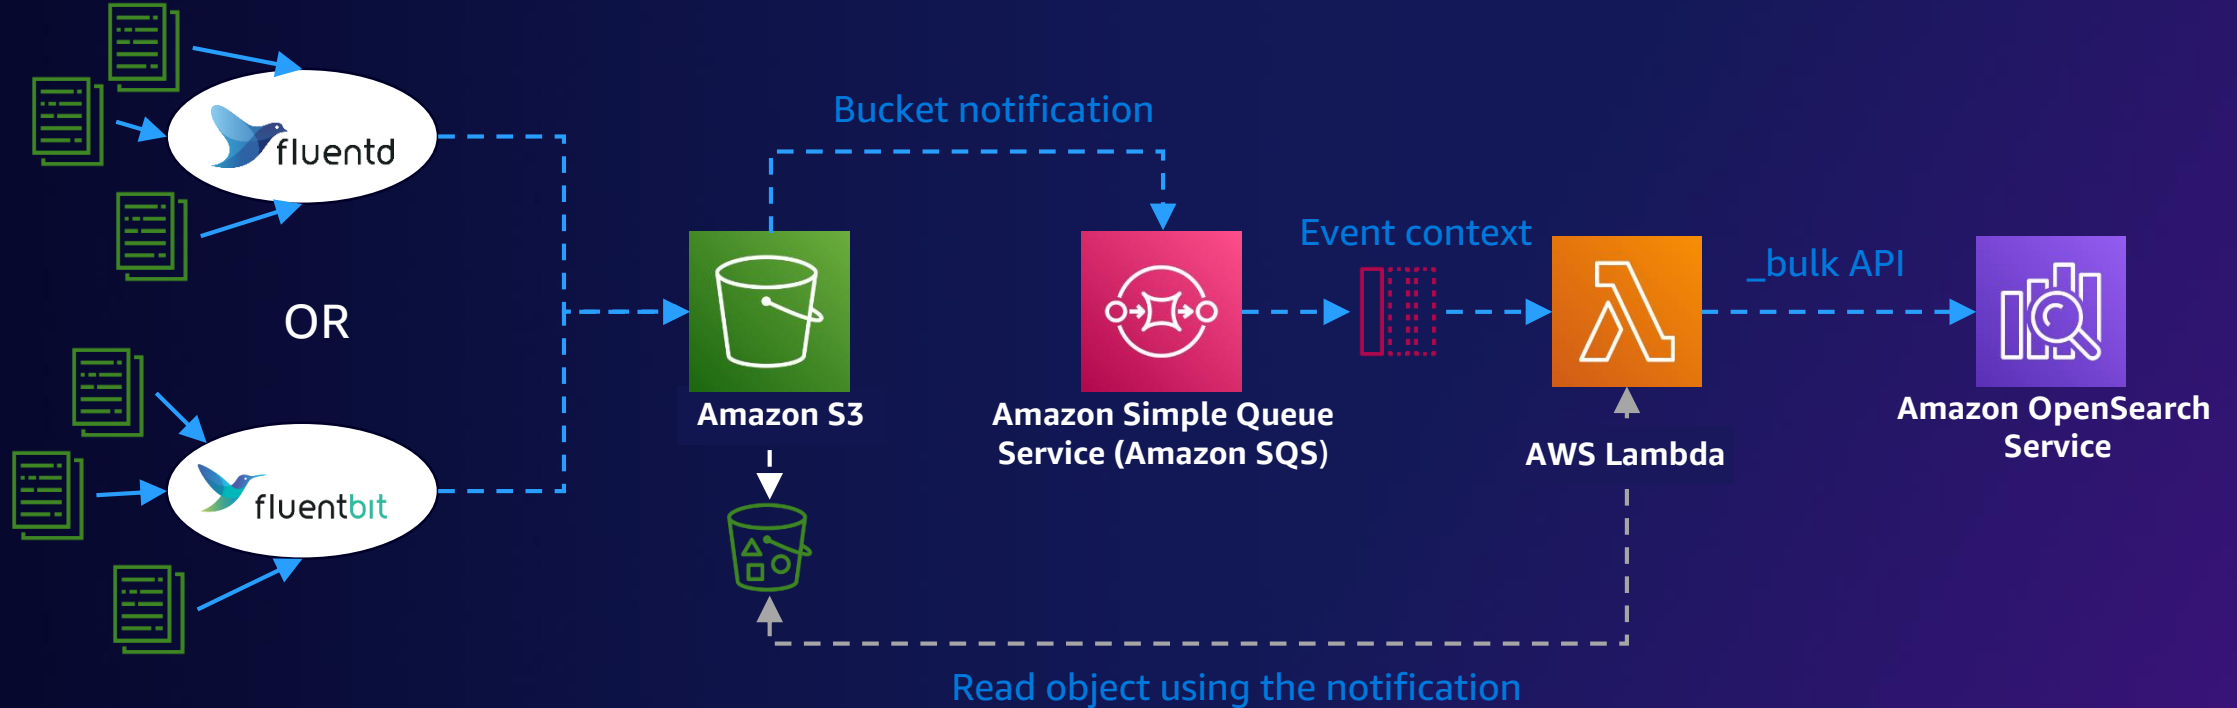 fluentd
OR
fluentbit
Bucket notification
Amazon S3
Amazon Simple Queue
Service (Amazon SQS)
Event context
AWS Lambda
_bulk API
Amazon OpenSearch
Service
Read object using the notification